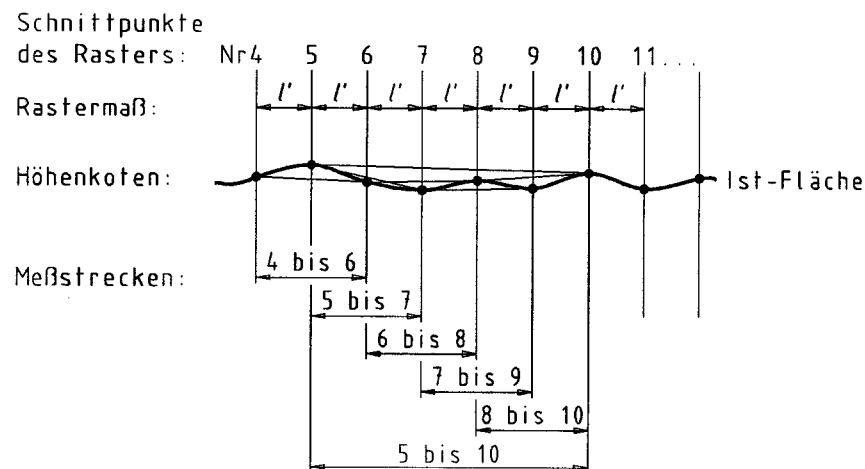 Schnittpunkte
des Rasters: Nr4 5 6 7 8 9 10 11...
Rastermaß: l' l' l' l' l' l' l'
Höhenkoten: Ist-Fläche
Meßstrecken: 4 bis 6
5 bis 7
6 bis 8
7 bis 9
8 bis 10
5 bis 10